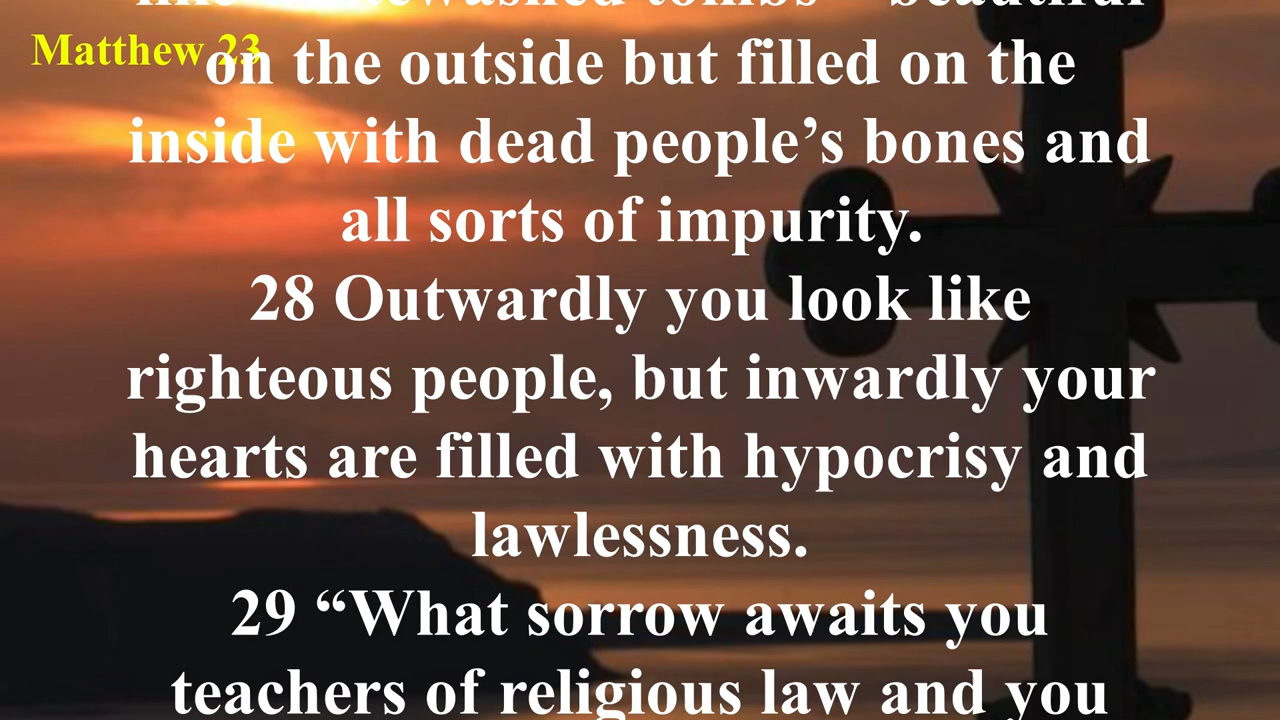 Matthew 23
beautiful
on the outside but filled on the
inside with dead people’s bones and
all sorts of impurity.
28 Outwardly you look like
righteous people, but inwardly your
hearts are filled with hypocrisy and
lawlessness.
29 “What sorrow awaits you
teachers of religious law and you